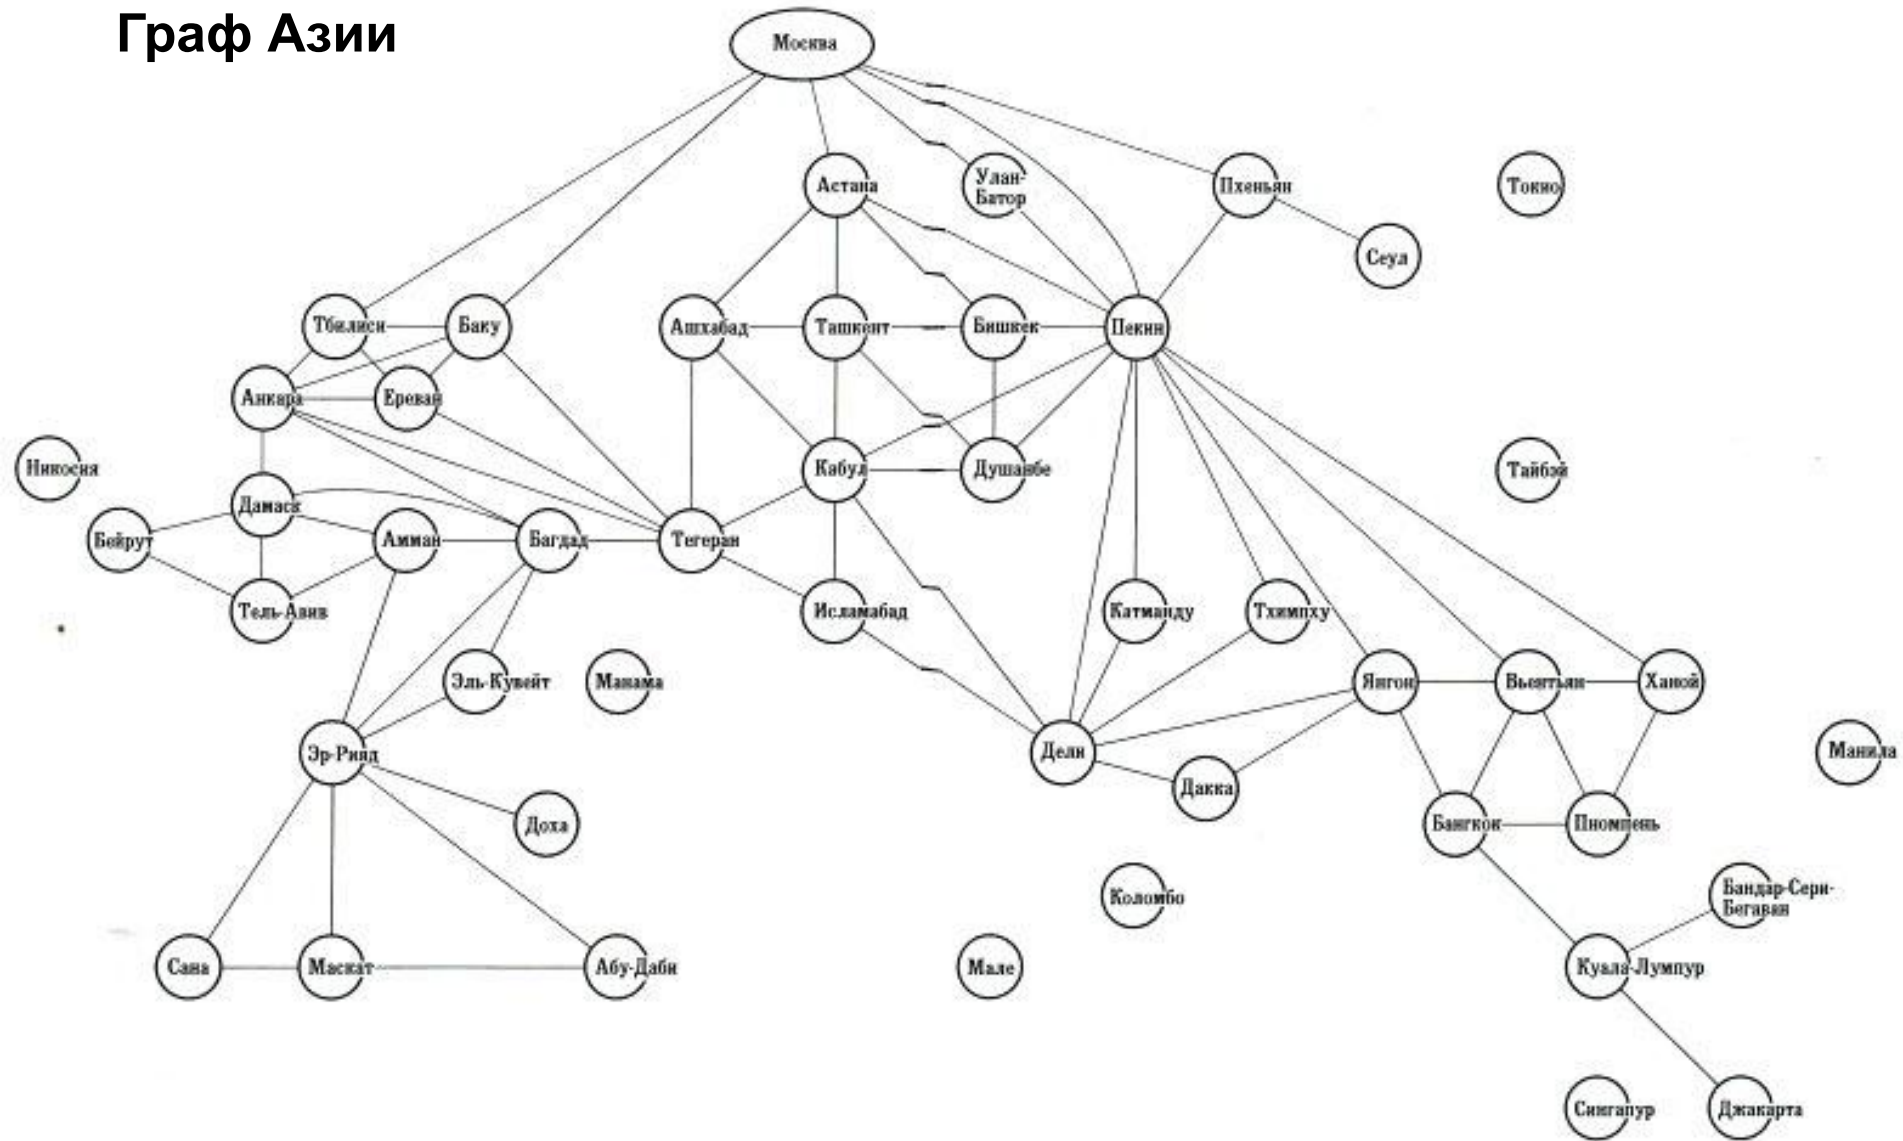 Граф Азии
Москва
Астана
Улан-
Батор
Пхеньян
Токио
Сеул
Тбилиси
Баку
Ашхабад
Ташкент
Бишкек
Пекин
Анкара
Ереван
Никосия
Кабул
Душанбе
Тайбэй
Дамаск
Бейрут
Амман
Багдад
Тегеран
Тель-Авив
Исламабад
Катманду
Тхимпху
Эль-Кувейт
Манама
Янгон
Вьентьян
Ханой
Эр-Рияд
Дели
Дакка
Манила
Доха
Бангкок
Пномпень
Коломбо
Бандар-Сери-
Бегаван
Сана
Маскат
Абу-Даби
Мале
Куала-Лумпур
Сингапур
Джакарта